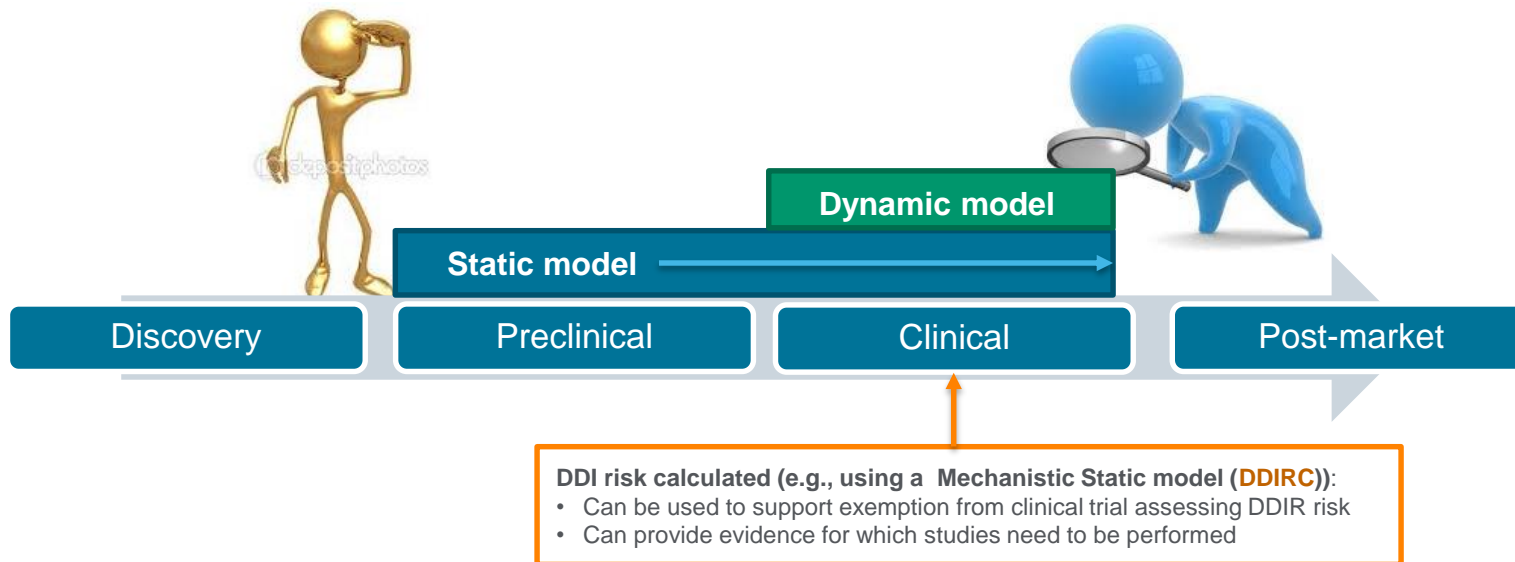 depositphotos
Dynamic model
Static model
Discovery
Preclinical
Clinical
Post-market
DDI risk calculated (e.g., using a Mechanistic Static model (DDIRC)):
• Can be used to support exemption from clinical trial assessing DDIR risk
• Can provide evidence for which studies need to be performed